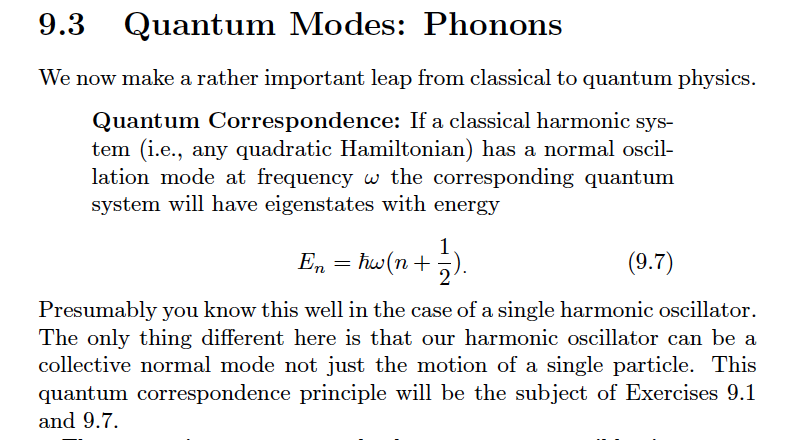 9.3 Quantum Modes: Phonons
We now make a rather important leap from classical to quantum physics.
Quantum Correspondence: If a classical harmonic sys-
tem (i.e., any quadratic Hamiltonian) has a normal oscil-
lation mode at frequency ω the corresponding quantum
system will have eigenstates with energy
E_n = ħω(n + 1/2). (9.7)
Presumably you know this well in the case of a single harmonic oscillator.
The only thing different here is that our harmonic oscillator can be a
collective normal mode not just the motion of a single particle. This
quantum correspondence principle will be the subject of Exercises 9.1
and 9.7.